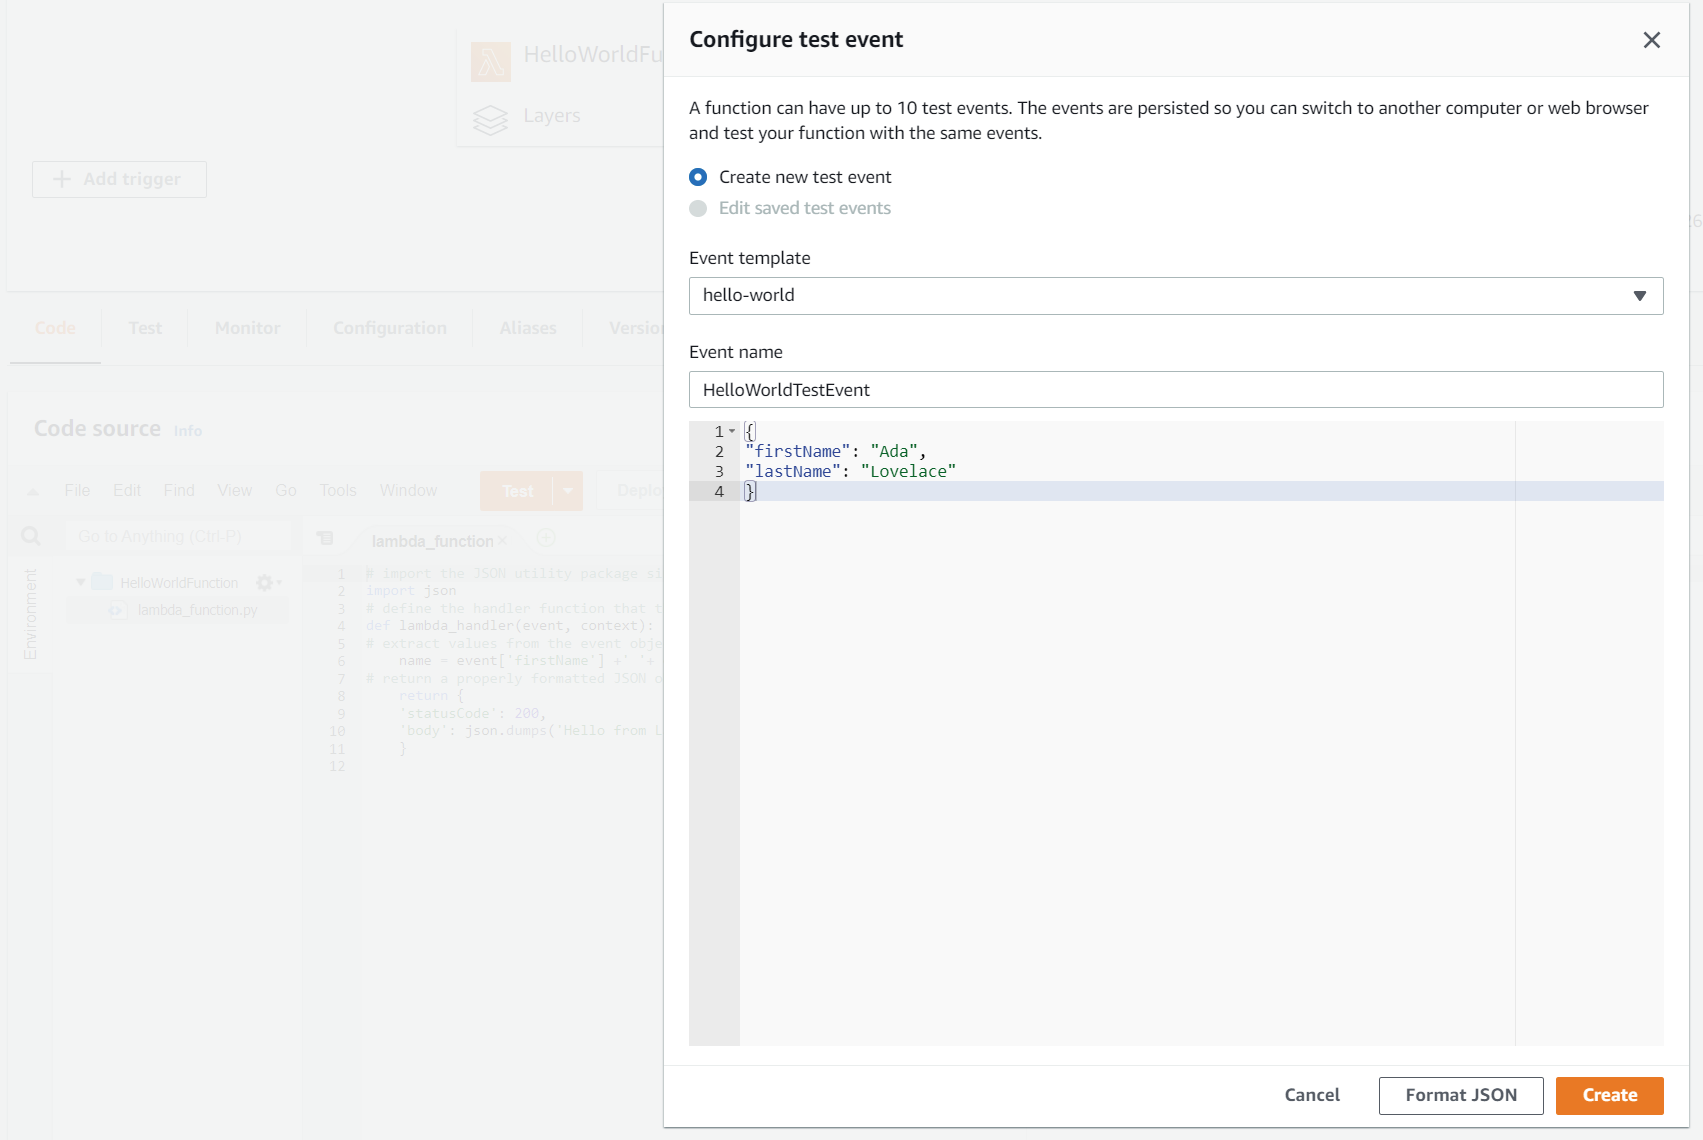 HelloWorldFu
Layers
Add trigger
Code
Test
Monitor
Configuration
Aliases
Version
Code source Info
File Edit Find View Go Tools Window
Test
Deplo
Go to Anything (Ctrl-P)
lambda_function
Environment
HelloWorldFunction
lambda_function.py
1 # import the JSON utility package si
2 import json
3 # define the handler function that t
4 def lambda_handler(event, context):
5 # extract values from the event obje
6 name = event['firstName'] +' '+
7 # return a properly formatted JSON o
8 return {
9 'statusCode': 200,
10 'body': json.dumps('Hello from L
11 }
12
26
Configure test event
A function can have up to 10 test events. The events are persisted so you can switch to another computer or web browser
and test your function with the same events.
Create new test event
Edit saved test events
Event template
hello-world
Event name
HelloWorldTestEvent
1 {
2 "firstName": "Ada",
3 "lastName": "Lovelace"
4 }
Cancel
Format JSON
Create